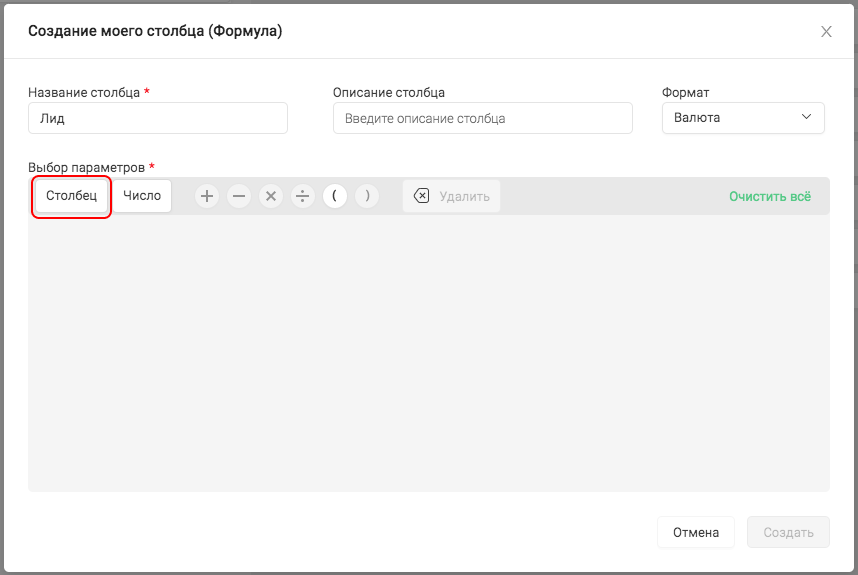 Создание моего столбца (Формула)
Название столбца *
Описание столбца
Формат
Лид
Введите описание столбца
Валюта
Выбор параметров *
Столбец
Число
+ − × ÷ ( )
Удалить
Очистить всё
Отмена
Создать